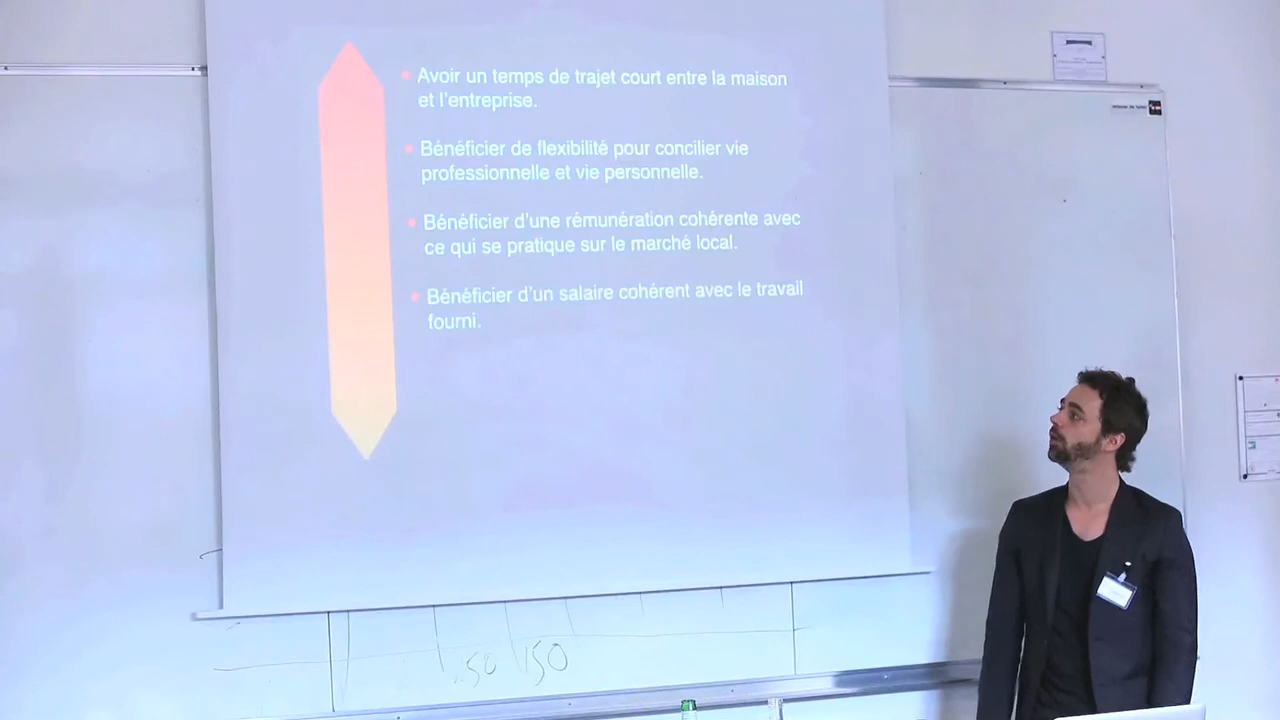 Avoir un temps de trajet court entre la maison
et l'entreprise.
Bénéficier de flexibilité pour concilier vie
professionnelle et vie personnelle.
Bénéficier d'une rémunération cohérente avec
ce qui se pratique sur le marché local.
Bénéficier d'un salaire cohérent avec le travail
fourni.
50 150